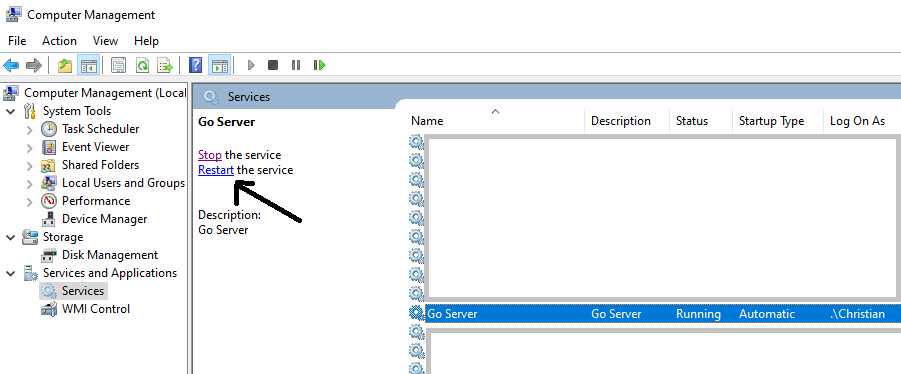 Computer Management
File Action View Help
Computer Management (Local
System Tools
Task Scheduler
Event Viewer
Shared Folders
Local Users and Groups
Performance
Device Manager
Storage
Disk Management
Services and Applications
Services
WMI Control
Services
Go Server
Stop the service
Restart the service
Description:
Go Server
Name Description Status Startup Type Log On As
Go Server Go Server Running Automatic .\Christian